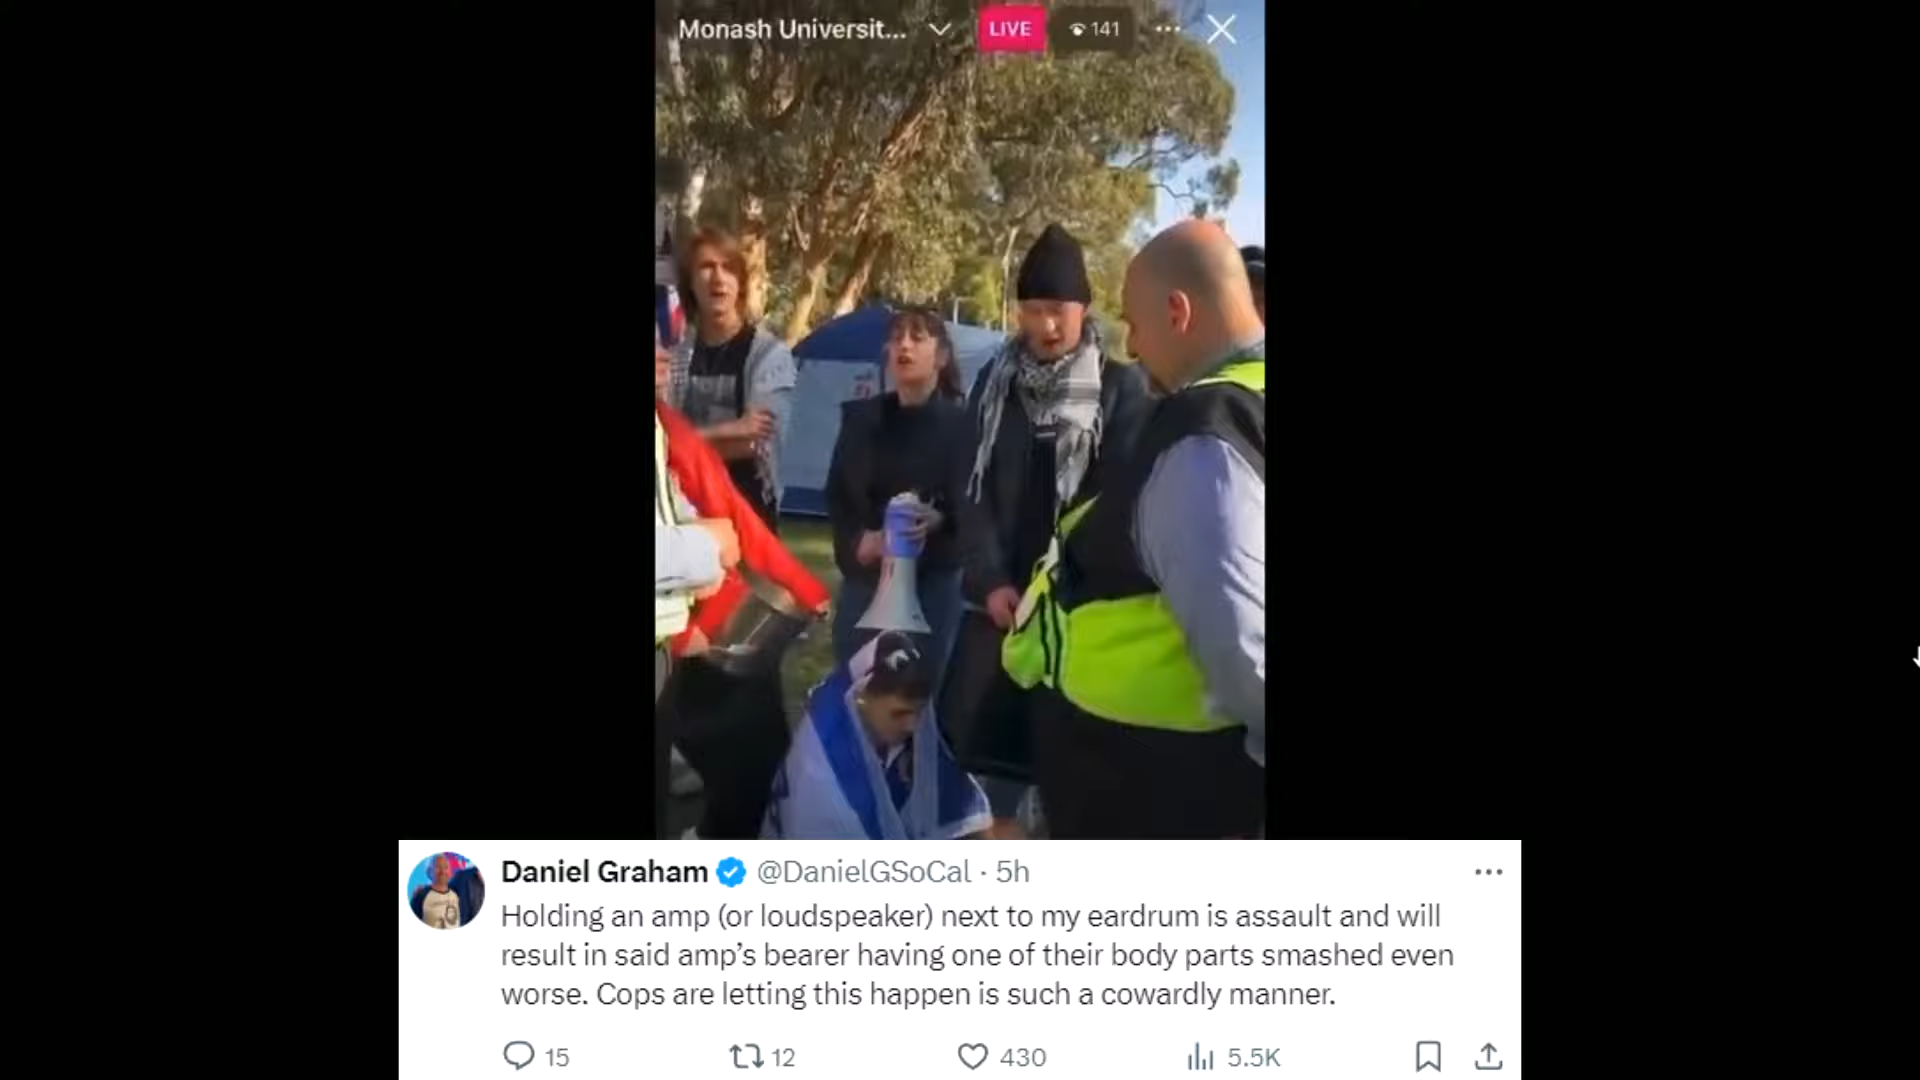 Monash Universit... LIVE 141
Daniel Graham @DanielGSoCal · 5h
Holding an amp (or loudspeaker) next to my eardrum is assault and will
result in said amp’s bearer having one of their body parts smashed even
worse. Cops are letting this happen is such a cowardly manner.
15 12 430 5.5K